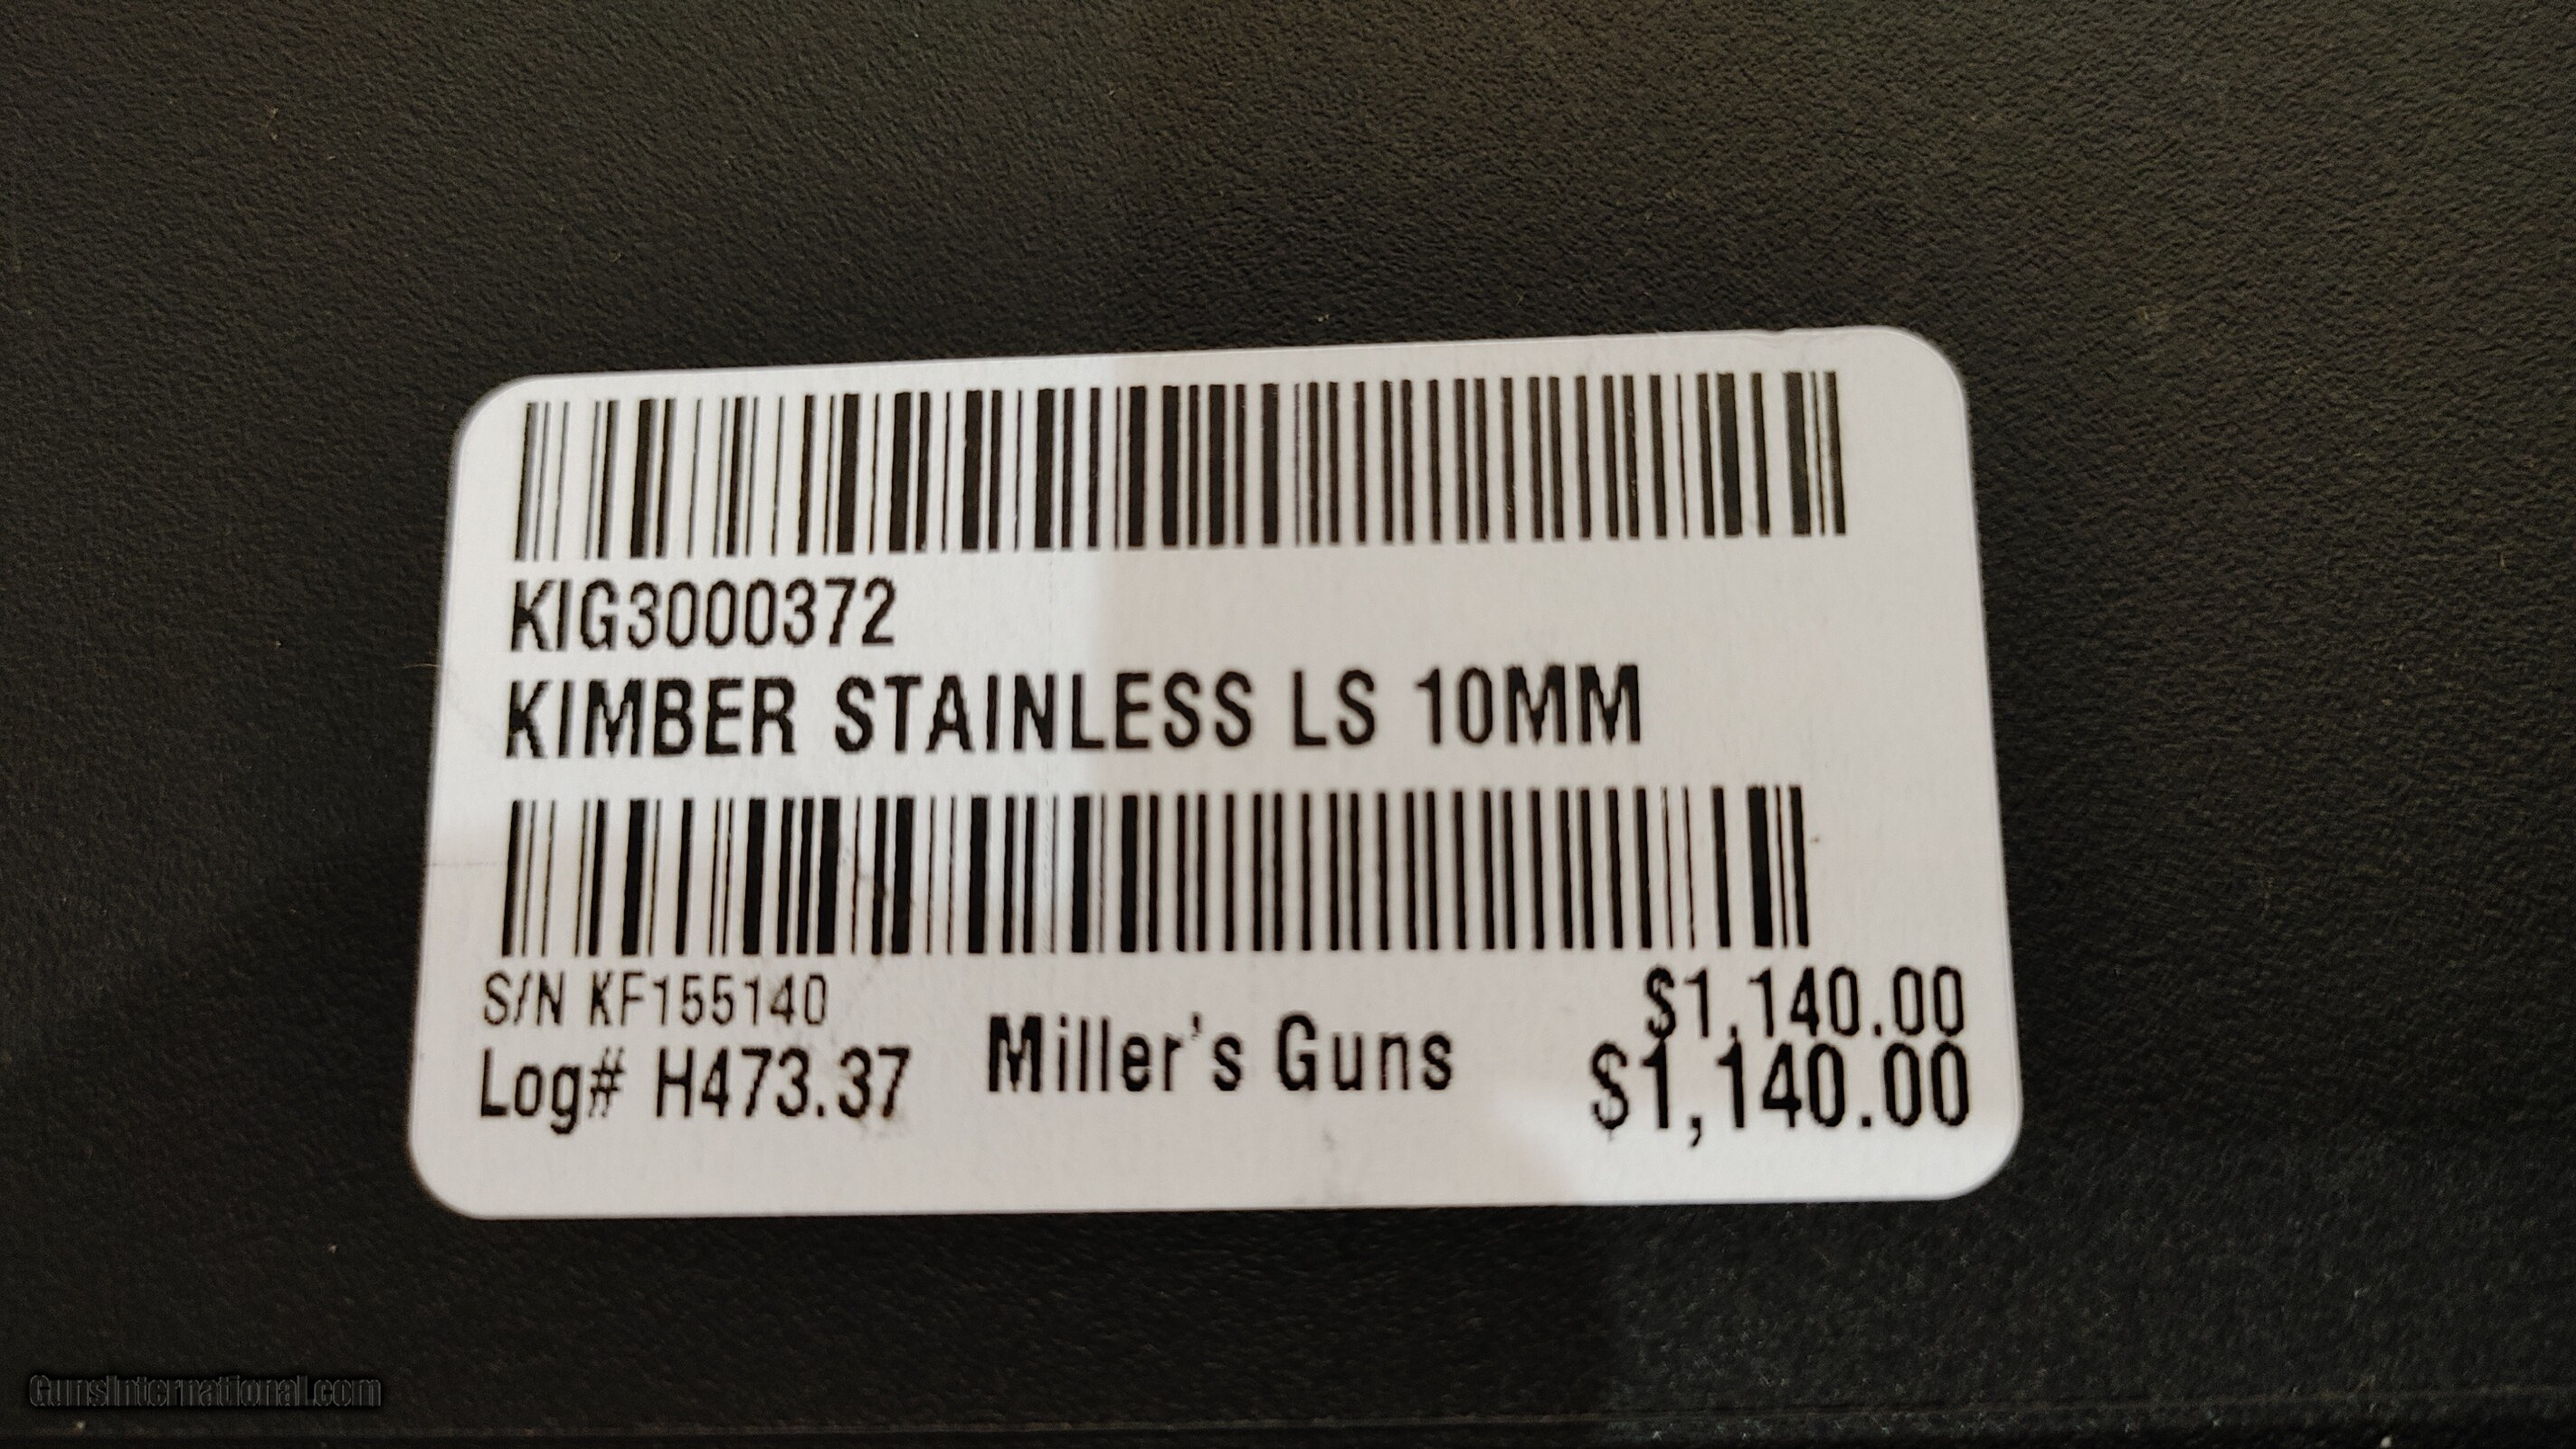 KIG3000372
KIMBER STAINLESS LS 10MM
S/N KF155140
$1,140.00
Log# H473.37
Miller's Guns
$1,140.00
GunsInternational.com